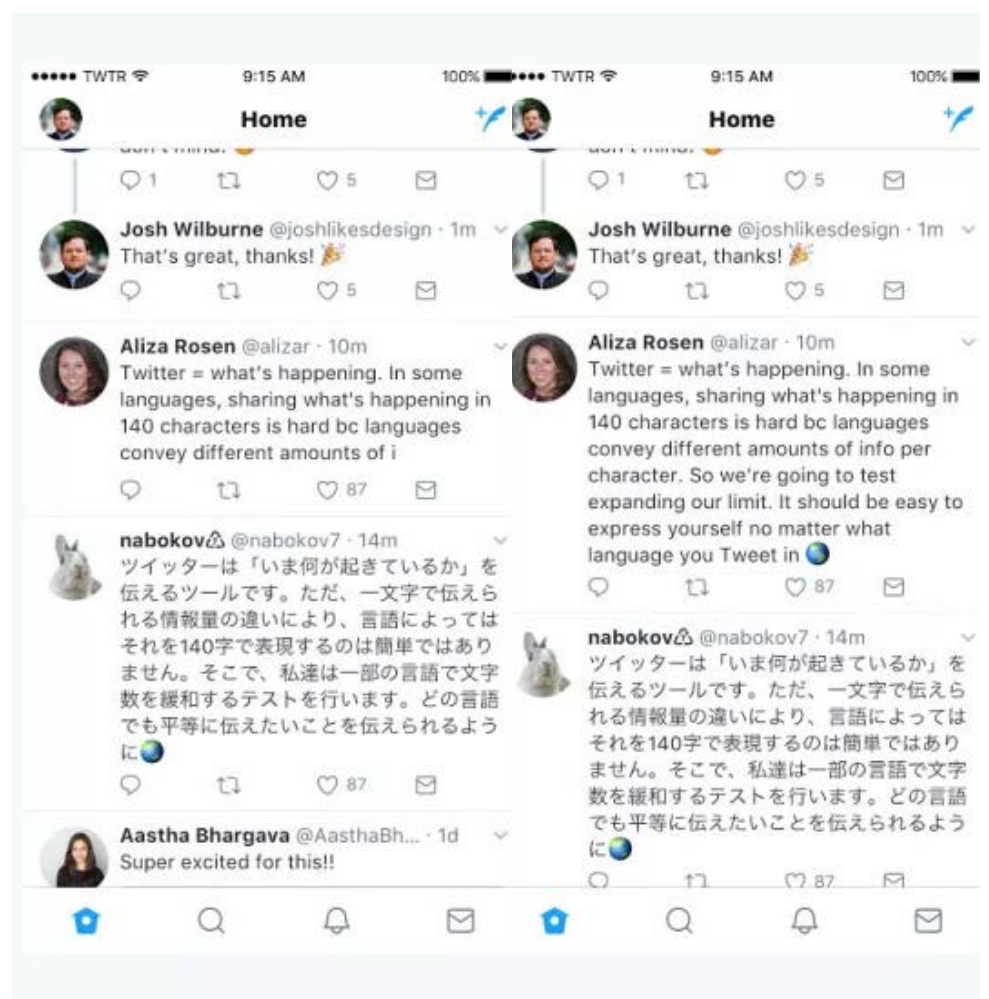 TWTR 9:15 AM 100%
Home
don't mind!
1 5
Josh Wilburne @joshlikesdesign · 1m
That's great, thanks! 🎉
5
Aliza Rosen @alizar · 10m
Twitter = what's happening. In some
languages, sharing what's happening in
140 characters is hard bc languages
convey different amounts of i
87
nabokov @nabokov7 · 14m
ツイッターは「いま何が起きているか」を
伝えるツールです。ただ、一文字で伝えら
れる情報量の違いにより、言語によっては
それを140字で表現するのは簡単ではあり
ません。そこで、私達は一部の言語で文字
数を緩和するテストを行います。どの言語
でも平等に伝えたいことを伝えられるよう
に🌏
87
Aastha Bhargava @AasthaBh... · 1d
Super excited for this!!
TWTR 9:15 AM 100%
Home
don't mind!
1 5
Josh Wilburne @joshlikesdesign · 1m
That's great, thanks! 🎉
5
Aliza Rosen @alizar · 10m
Twitter = what's happening. In some
languages, sharing what's happening in
140 characters is hard bc languages
convey different amounts of info per
character. So we're going to test
expanding our limit. It should be easy to
express yourself no matter what
language you Tweet in 🌏
87
nabokov @nabokov7 · 14m
ツイッターは「いま何が起きているか」を
伝えるツールです。ただ、一文字で伝えら
れる情報量の違いにより、言語によっては
それを140字で表現するのは簡単ではあり
ません。そこで、私達は一部の言語で文字
数を緩和するテストを行います。どの言語
でも平等に伝えたいことを伝えられるよう
に🌏
87